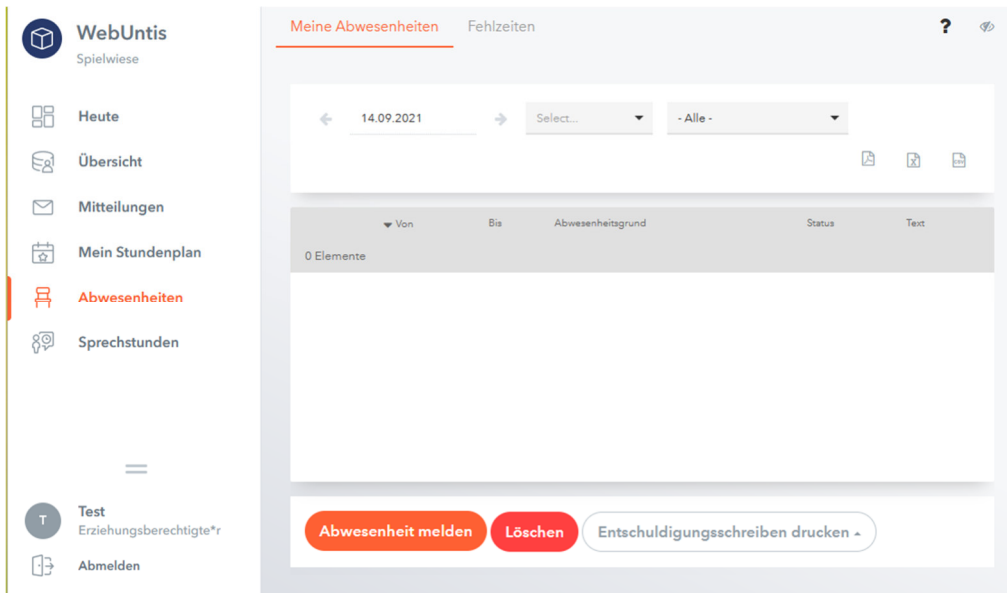 WebUntis
Spielwiese
Heute
Übersicht
Mitteilungen
Mein Stundenplan
Abwesenheiten
Sprechstunden
T
Test
Erziehungsberechtigte*r
Abmelden
Meine Abwesenheiten Fehlzeiten ?
14.09.2021 Select... - Alle -
CSV
Von Bis Abwesenheitsgrund Status Text
0 Elemente
Abwesenheit melden Löschen Entschuldigungsschreiben drucken